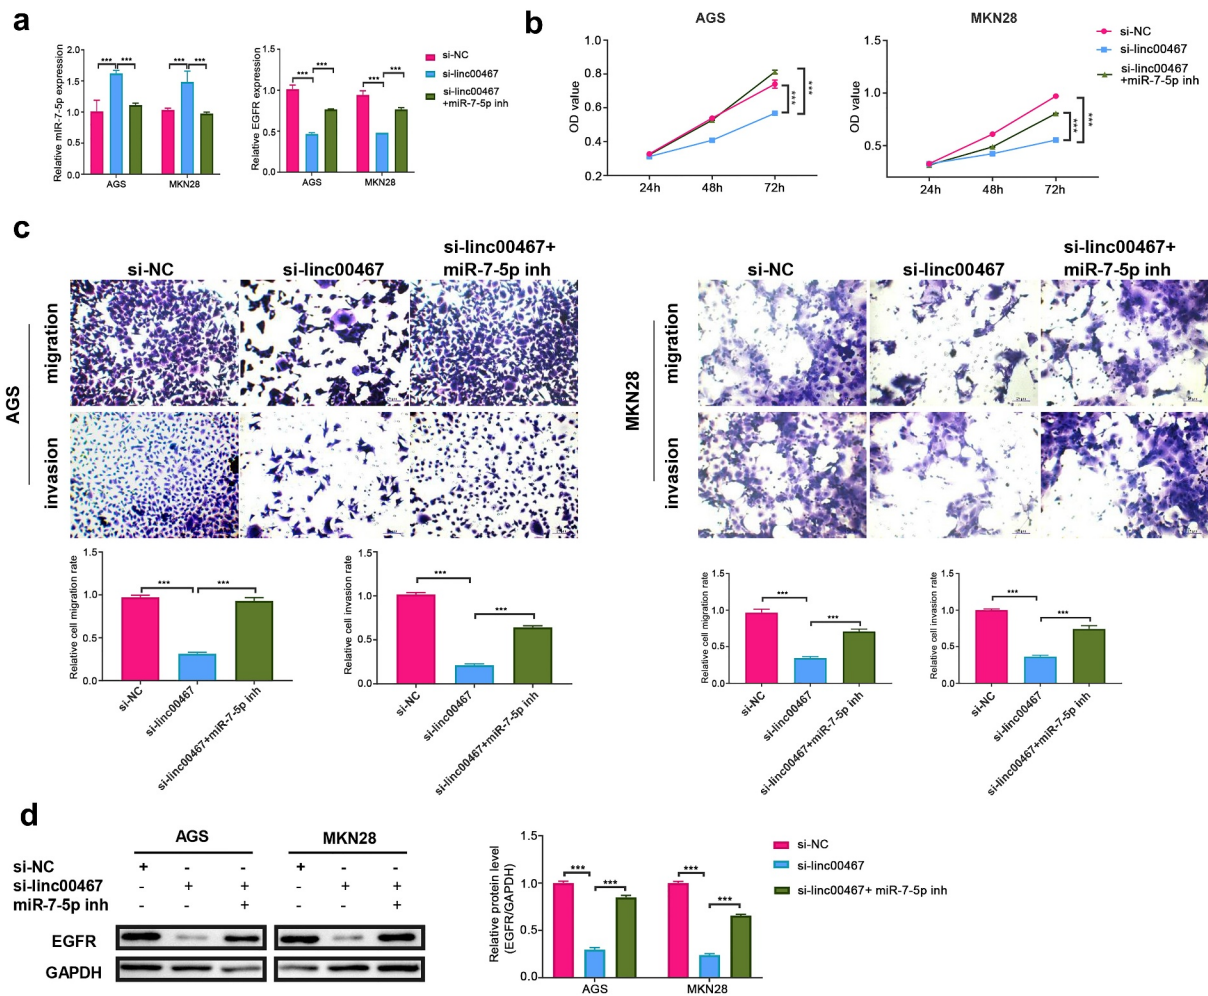 a
Relative miR-7-5p expression
2.0
1.5
1.0
0.5
0.0
*** *** *** ***
AGS MKN28
Relative EGFR expression
1.5
1.0
0.5
0.0
*** *** *** ***
AGS MKN28
si-NC
si-linc00467
si-linc00467
+miR-7-5p inh
b
AGS
OD value
1.0
0.8
0.6
0.4
0.2
24h 48h 72h
*** ***
MKN28
OD value
1.5
1.0
0.5
24h 48h 72h
*** ***
si-NC
si-linc00467
si-linc00467
+miR-7-5p inh
c
AGS
si-NC si-linc00467 si-linc00467+
miR-7-5p inh
migration
invasion
MKN28
si-NC si-linc00467 si-linc00467+
miR-7-5p inh
migration
invasion
Relative cell migration rate
1.5
1.0
0.5
0.0
*** ***
si-NC
si-linc00467
si-linc00467+miR-7-5p inh
Relative cell invasion rate
1.5
1.0
0.5
0.0
*** ***
si-NC
si-linc00467
si-linc00467+miR-7-5p inh
Relative cell migration rate
1.5
1.0
0.5
0.0
*** ***
si-NC
si-linc00467
si-linc00467+miR-7-5p inh
Relative cell invasion rate
1.5
1.0
0.5
0.0
*** ***
si-NC
si-linc00467
si-linc00467+miR-7-5p inh
d
AGS MKN28
si-NC + - - + - -
si-linc00467 - + + - + +
miR-7-5p inh - - + - - +
EGFR
GAPDH
Relative protein level
(EGFR/GAPDH)
1.5
1.0
0.5
0.0
*** *** *** ***
AGS MKN28
si-NC
si-linc00467
si-linc00467+ miR-7-5p inh